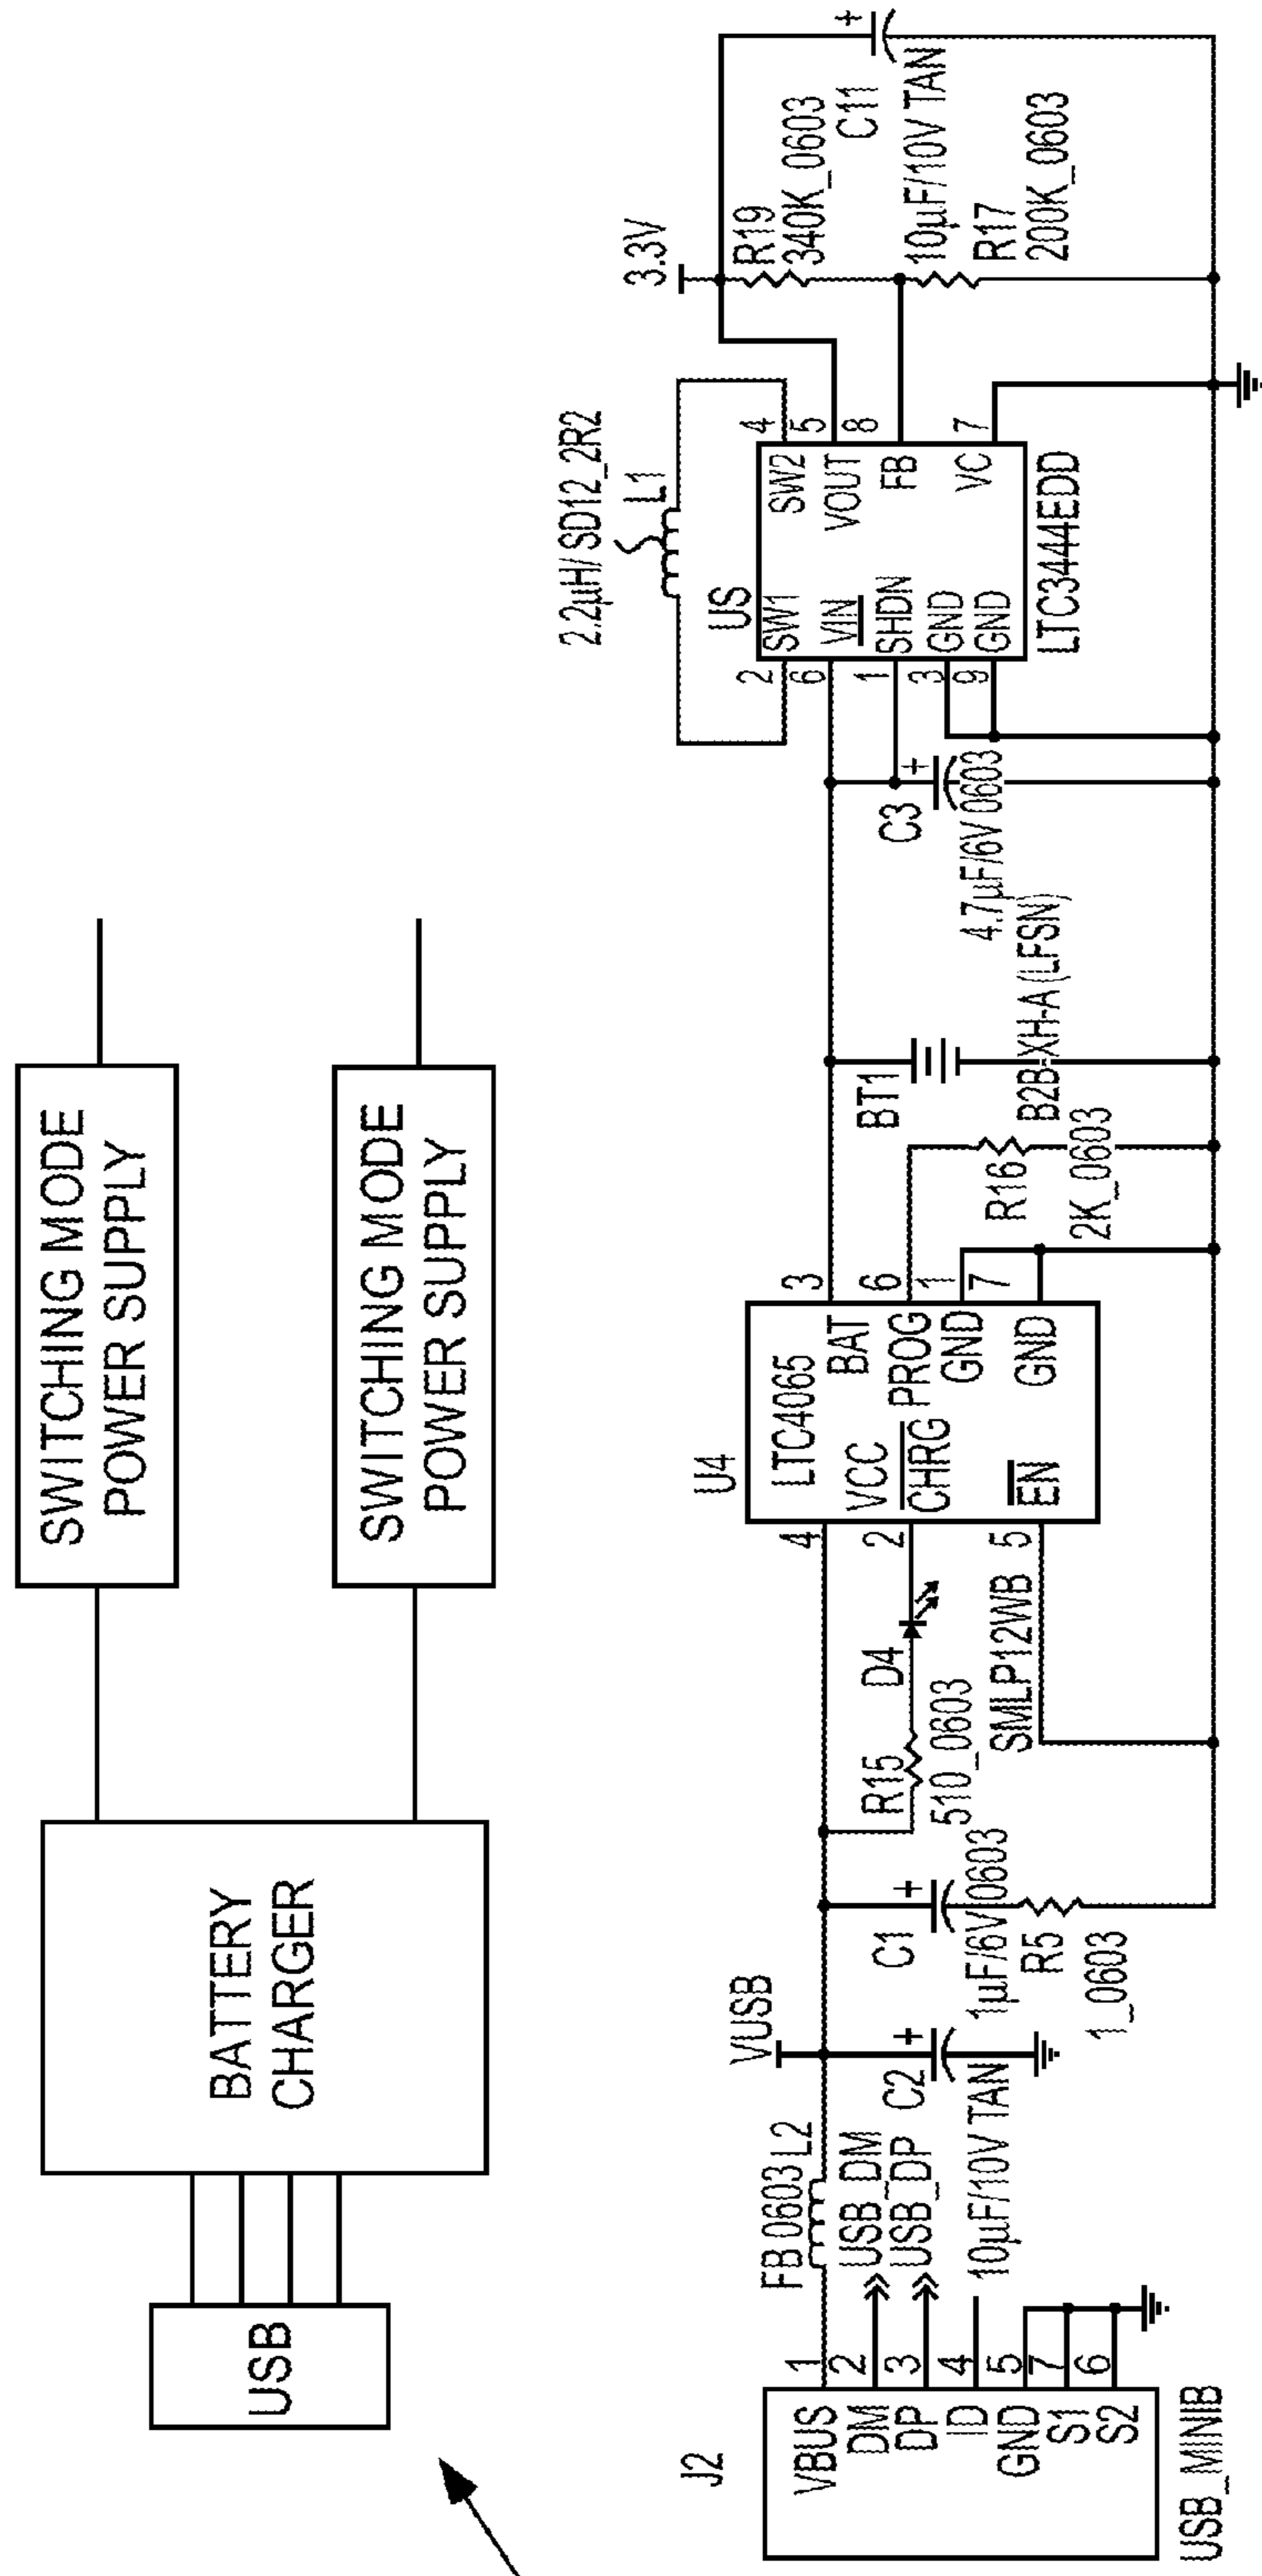 SWITCHING MODE
POWER SUPPLY
SWITCHING MODE
POWER SUPPLY
BATTERY
CHARGER
USB
J2
VBUS
DM
DP
ID
GND
S1
S2
1
2
3
4
5
7
6
USB_MINIB
FB 0603 L2
USB_DM
USB_DP
VUSB
C2 +
10µF/10V TAN
C1 +
1µF/6V 0603
R5
1_0603
R15
510_0603
D4
SMLP12WB
U4
LTC4065
VCC
CHRG
EN
BAT
PROG
GND
GND
4
2
5
3
6
1
7
R16
2K_0603
BT1
B2B-XH-A (LFSN)
C3 +
4.7µF/6V 0603
2.2µH/ SD12_2R2
L1
US
SW1
VIN
SHDN
GND
GND
SW2
VOUT
FB
VC
2
6
1
3
9
4
5
8
7
LTC3444EDD
3.3V
R19
340K_0603
C11 +
10µF/10V TAN
R17
200K_0603